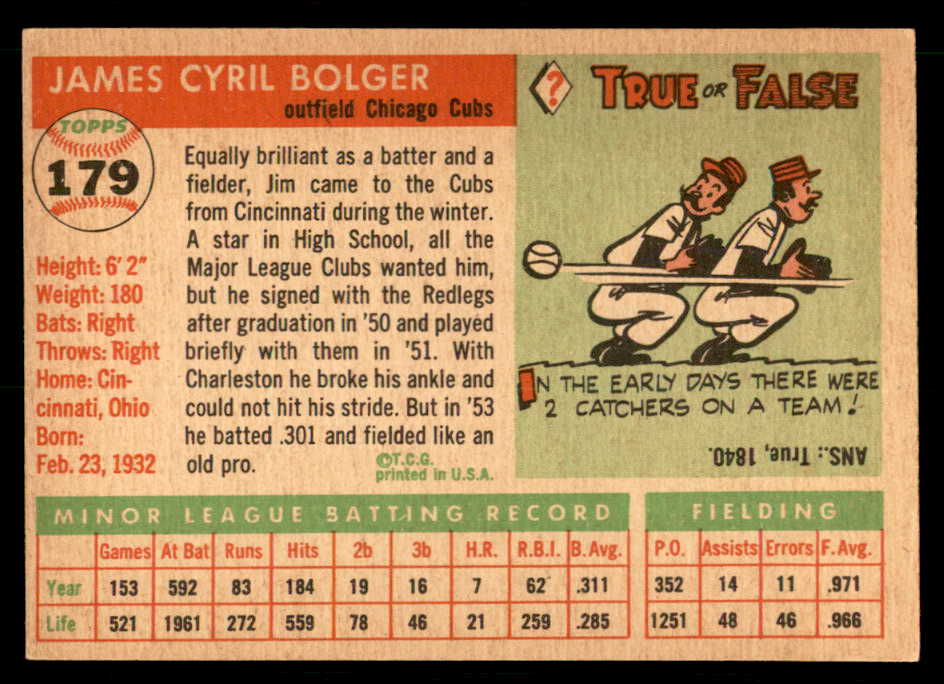 JAMES CYRIL BOLGER
outfield Chicago Cubs
TOPPS
179
Height: 6' 2"
Weight: 180
Bats: Right
Throws: Right
Home: Cin-
cinnati, Ohio
Born:
Feb. 23, 1932
Equally brilliant as a batter and a
fielder, Jim came to the Cubs
from Cincinnati during the winter.
A star in High School, all the
Major League Clubs wanted him,
but he signed with the Redlegs
after graduation in '50 and played
briefly with them in '51. With
Charleston he broke his ankle and
could not hit his stride. But in '53
he batted .301 and fielded like an
old pro.
©T.C.G.
printed in U.S.A.
?
TRUE OR FALSE
IN THE EARLY DAYS THERE WERE
2 CATCHERS ON A TEAM!
ANS.: True, 1840.
MINOR LEAGUE BATTING RECORD
Games At Bat Runs Hits 2b 3b H.R. R.B.I. B. Avg.
Year 153 592 83 184 19 16 7 62 .311
Life 521 1961 272 559 78 46 21 259 .285
FIELDING
P.O. Assists Errors F. Avg.
352 14 11 .971
1251 48 46 .966